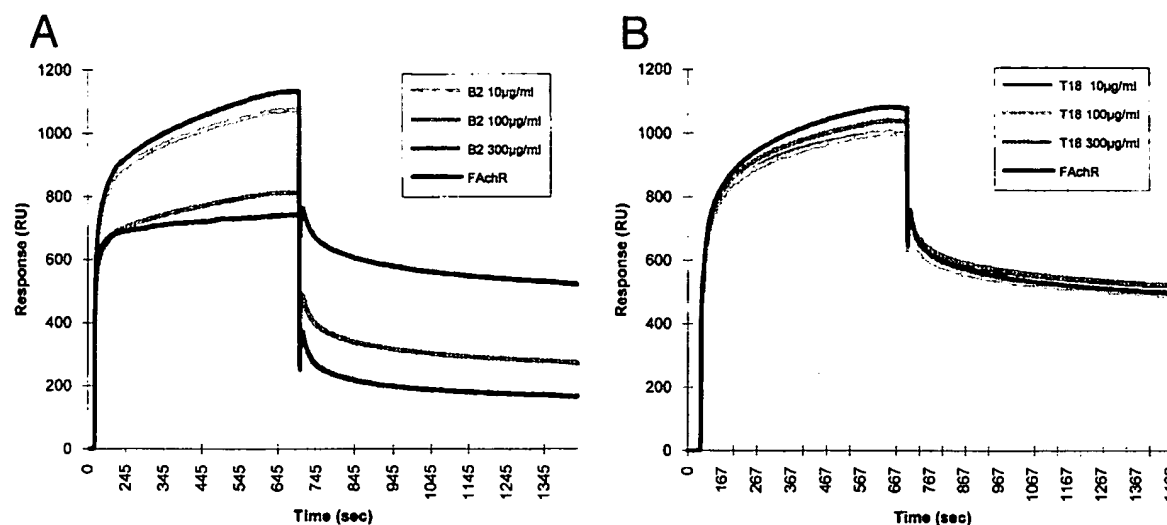 A
1200
1000
800
600
400
200
0
Response (RU)
0 245 345 445 545 645 745 845 945 1045 1145 1245 1345
Time (sec)
B2 10µg/ml
B2 100µg/ml
B2 300µg/ml
FAchR
B
1200
1000
800
600
400
200
0
Response (RU)
0 167 267 367 467 567 667 767 867 967 1067 1167 1267 1367
Time (sec)
T18 10µg/ml
T18 100µg/ml
T18 300µg/ml
FAchR